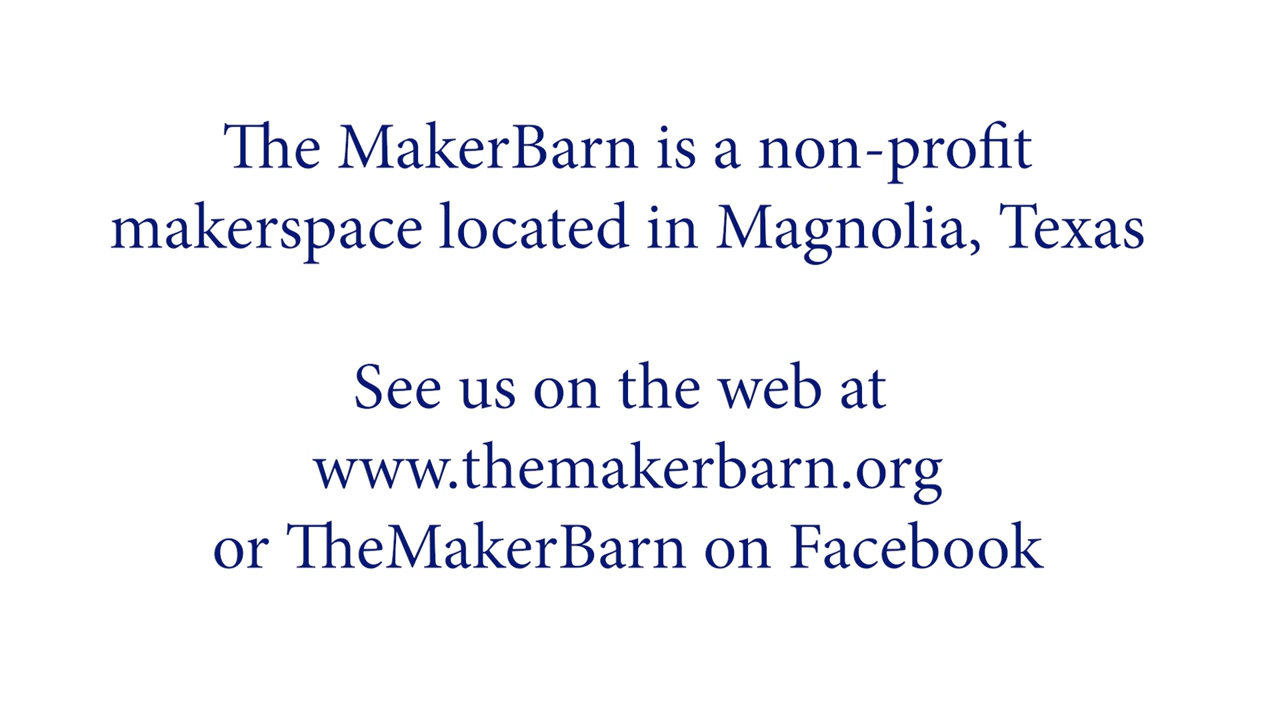 The MakerBarn is a non-profit
makerspace located in Magnolia, Texas
See us on the web at
www.themakerbarn.org
or TheMakerBarn on Facebook